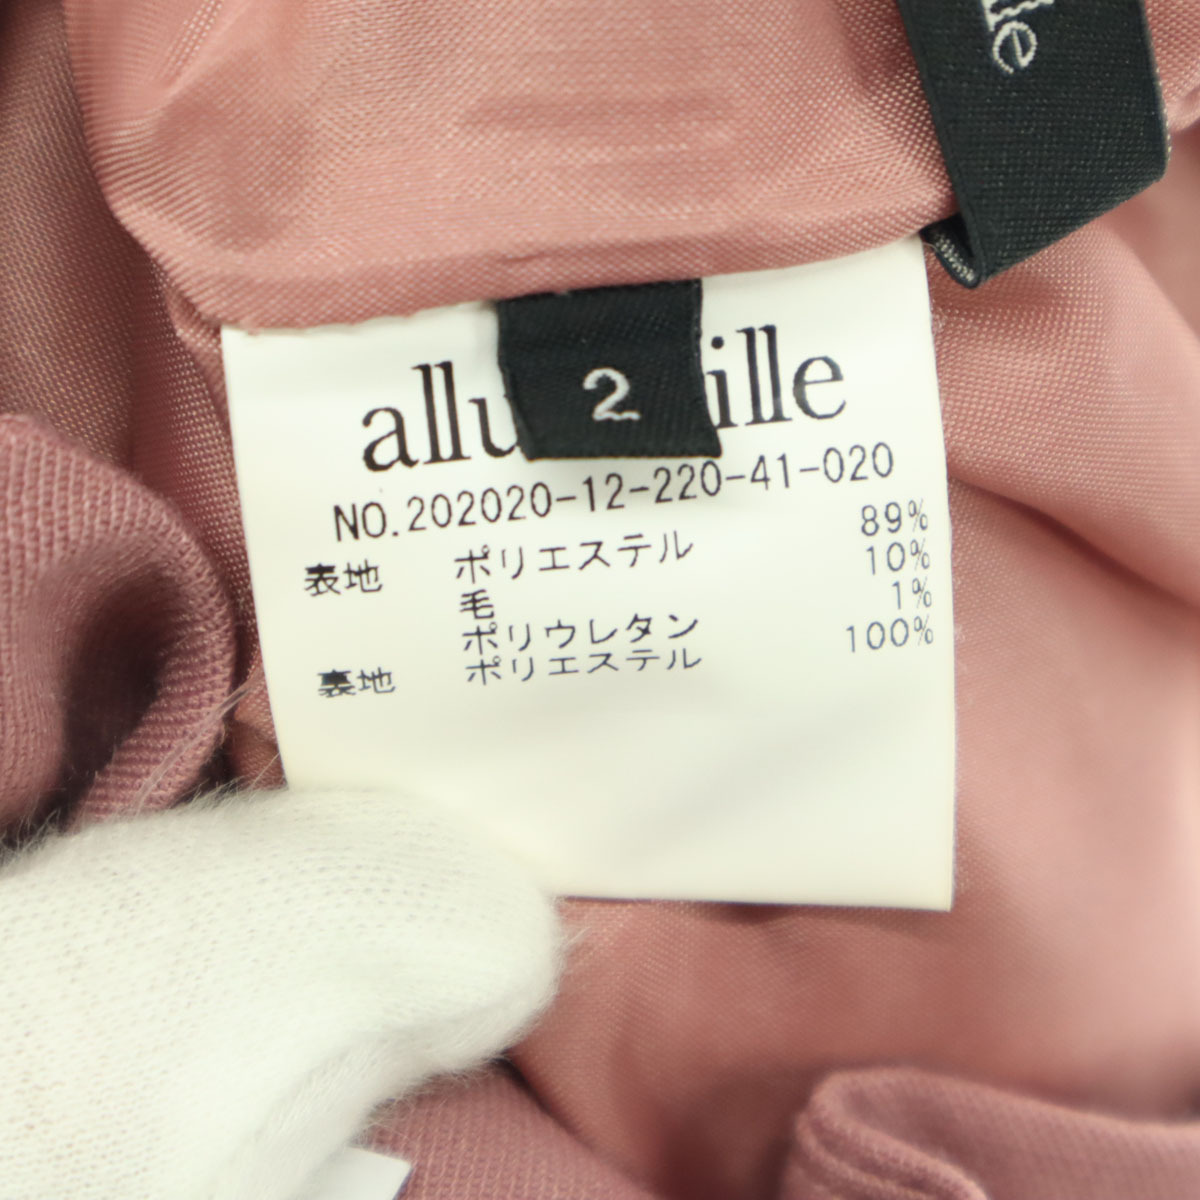 lle
allu ille
2
NO.202020-12-220-41-020
表地 ポリエステル 89%
毛 10%
ポリウレタン 1%
裏地 ポリエステル 100%